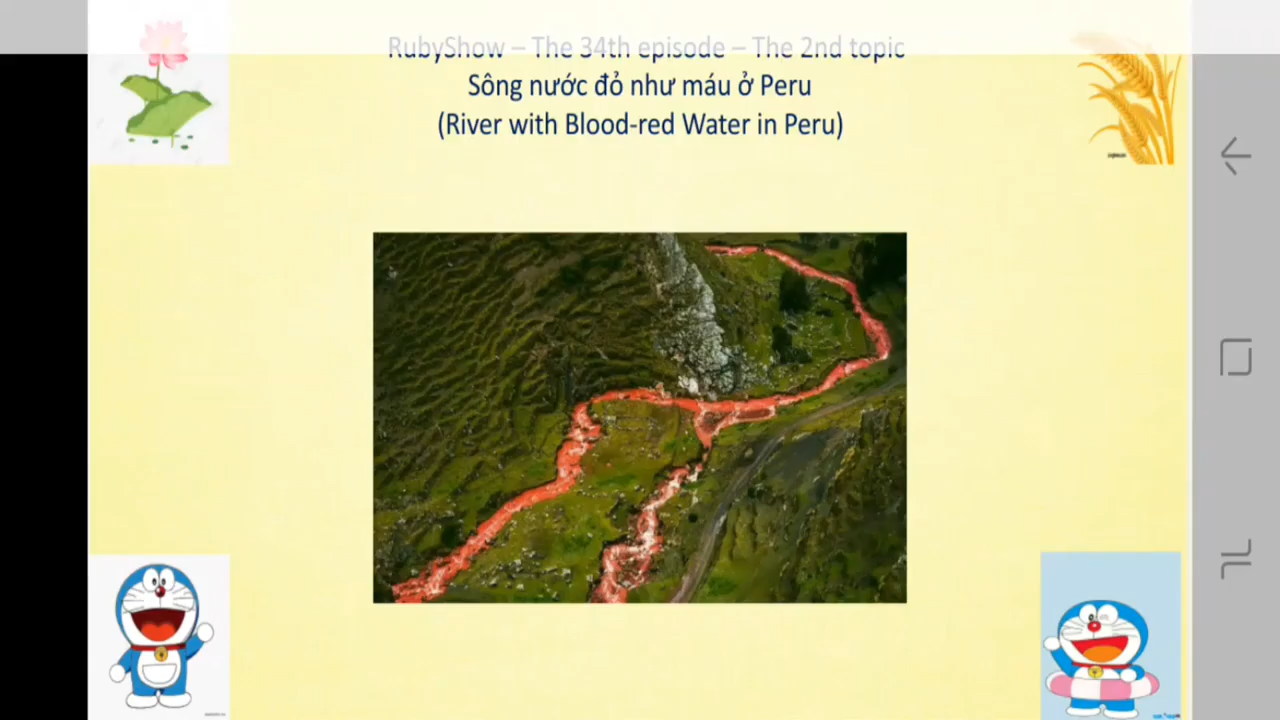 RubyShow – The 34th episode – The 2nd topic
Sông nước đỏ như máu ở Peru
(River with Blood-red Water in Peru)